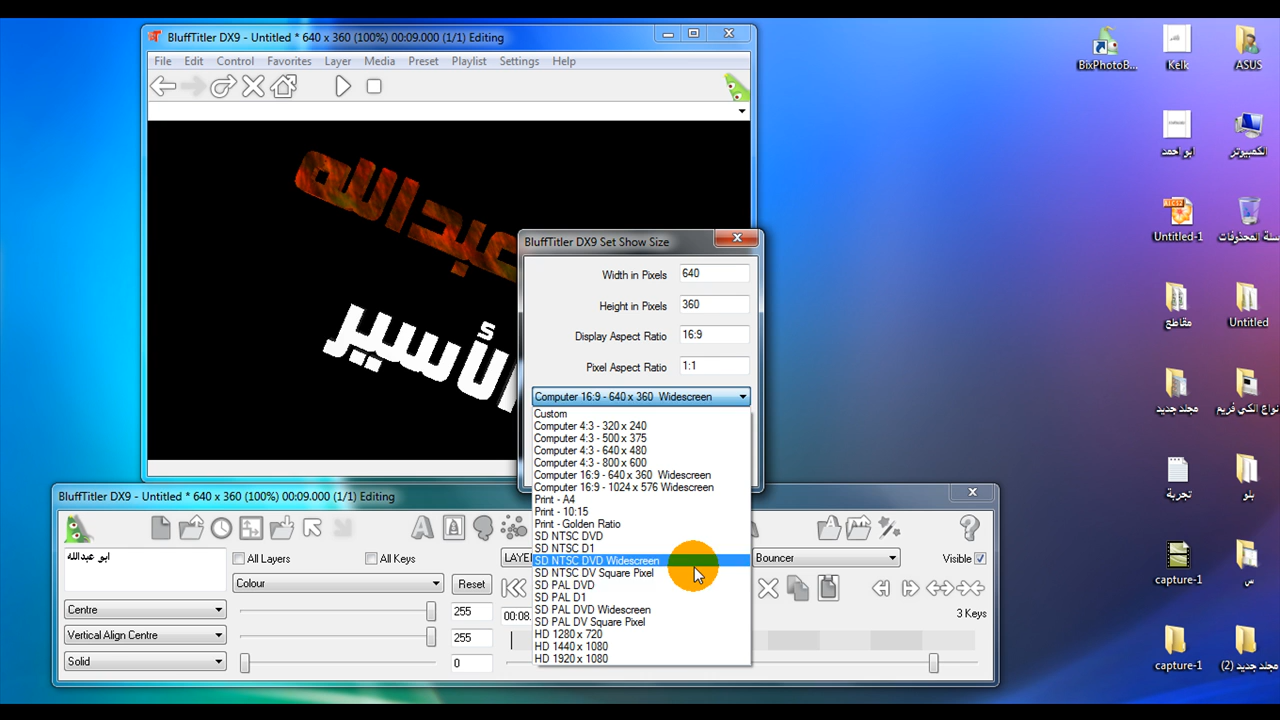 BluffTitler DX9 - Untitled * 640 x 360 (100%) 00:09.000 (1/1) Editing
File Edit Control Favorites Layer Media Preset Playlist Settings Help
عبدالله
الأسير
BluffTitler DX9 Set Show Size
Width in Pixels 640
Height in Pixels 360
Display Aspect Ratio 16:9
Pixel Aspect Ratio 1:1
Computer 16:9 - 640 x 360 Widescreen
Custom
Computer 4:3 - 320 x 240
Computer 4:3 - 500 x 375
Computer 4:3 - 640 x 480
Computer 4:3 - 800 x 600
Computer 16:9 - 640 x 360 Widescreen
Computer 16:9 - 1024 x 576 Widescreen
Print - A4
Print - 10:15
Print - Golden Ratio
SD NTSC DVD
SD NTSC D1
SD NTSC DVD Widescreen
SD NTSC DV Square Pixel
SD PAL DVD
SD PAL D1
SD PAL DVD Widescreen
SD PAL DV Square Pixel
HD 1280 x 720
HD 1440 x 1080
HD 1920 x 1080
BluffTitler DX9 - Untitled * 640 x 360 (100%) 00:09.000 (1/1) Editing
ابو عبدالله
All Layers All Keys
Bouncer Visible
Colour Reset
Centre 255 00:08.
3 Keys
Vertical Align Centre 255
Solid 0
BixPhotoB... Kelk ASUS
ابو احمد الكمبيوتر
Untitled-1 سلة المحذوفات
مقاطع Untitled
مجلد جديد انواع الكي فريم
تجربة بلو
capture-1 س
capture-1 مجلد جديد (2)